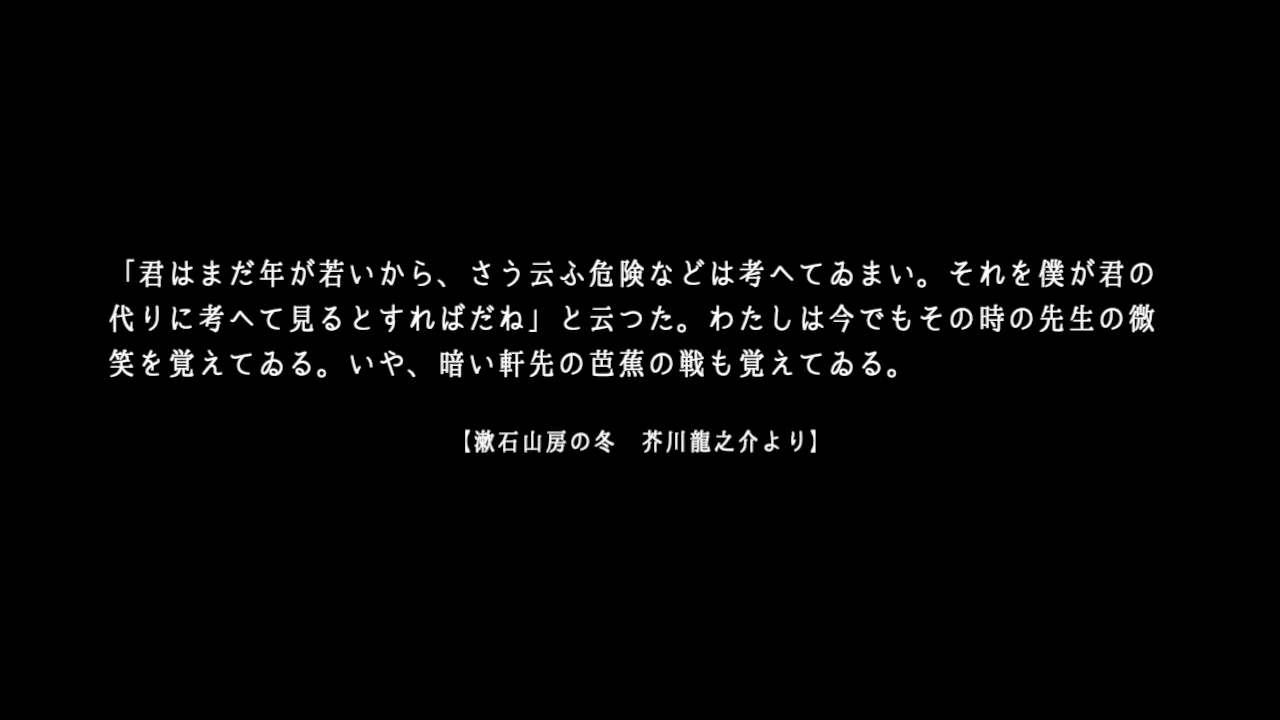 「君はまだ年が若いから、さう云ふ危険などは考へてゐまい。それを僕が君の
代りに考へて見るとすればだね」と云つた。わたしは今でもその時の先生の微
笑を覚えてゐる。いや、暗い軒先の芭蕉の戦も覚えてゐる。
【漱石山房の冬　芥川龍之介より】